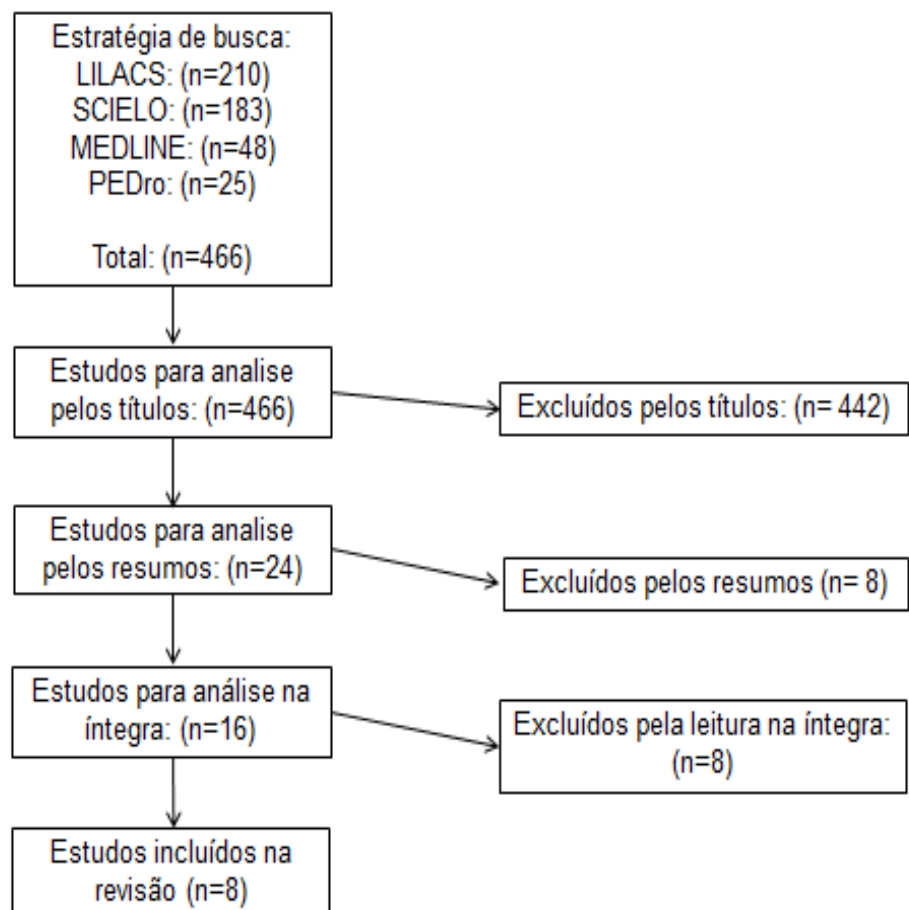 Estratégia de busca:
LILACS: (n=210)
SCIELO: (n=183)
MEDLINE: (n=48)
PEDro: (n=25)
Total: (n=466)
Estudos para analise
pelos títulos: (n=466)
Excluídos pelos títulos: (n= 442)
Estudos para analise
pelos resumos: (n=24)
Excluídos pelos resumos (n= 8)
Estudos para análise na
íntegra: (n=16)
Excluídos pela leitura na íntegra:
(n=8)
Estudos incluídos na
revisão (n=8)